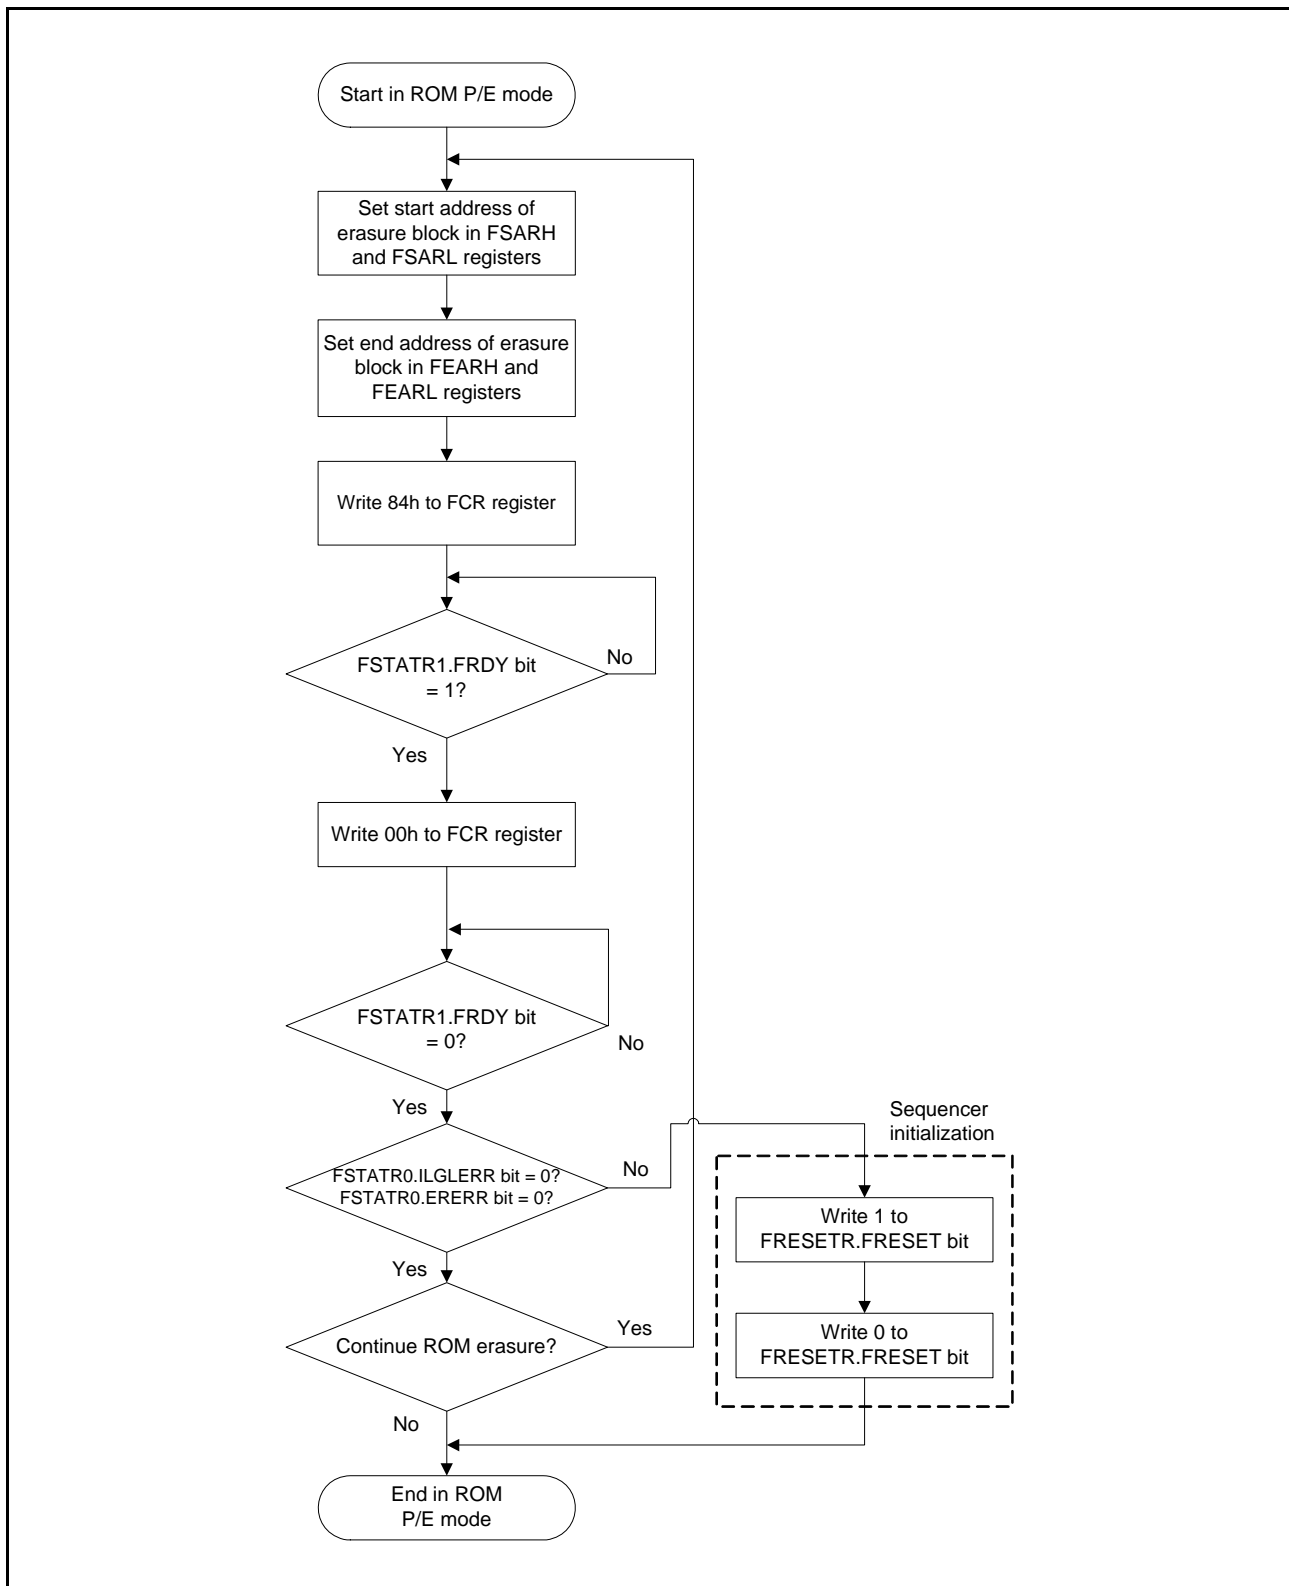 Start in ROM P/E mode
Set start address of
erasure block in FSARH
and FSARL registers
Set end address of erasure
block in FEARH and
FEARL registers
Write 84h to FCR register
FSTATR1.FRDY bit
= 1?
No
Yes
Write 00h to FCR register
FSTATR1.FRDY bit
= 0?
No
Yes
FSTATR0.ILGLERR bit = 0?
FSTATR0.ERERR bit = 0?
No
Yes
Sequencer
initialization
Write 1 to
FRESETR.FRESET bit
Write 0 to
FRESETR.FRESET bit
Continue ROM erasure?
Yes
No
End in ROM
P/E mode